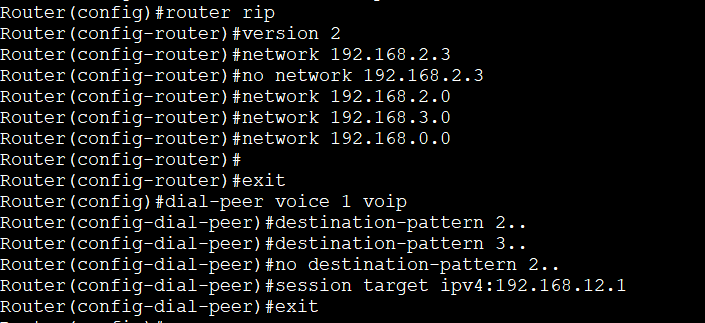 Router(config)#router rip
Router(config-router)#version 2
Router(config-router)#network 192.168.2.3
Router(config-router)#no network 192.168.2.3
Router(config-router)#network 192.168.2.0
Router(config-router)#network 192.168.3.0
Router(config-router)#network 192.168.0.0
Router(config-router)#
Router(config-router)#exit
Router(config)#dial-peer voice 1 voip
Router(config-dial-peer)#destination-pattern 2..
Router(config-dial-peer)#destination-pattern 3..
Router(config-dial-peer)#no destination-pattern 2..
Router(config-dial-peer)#session target ipv4:192.168.12.1
Router(config-dial-peer)#exit